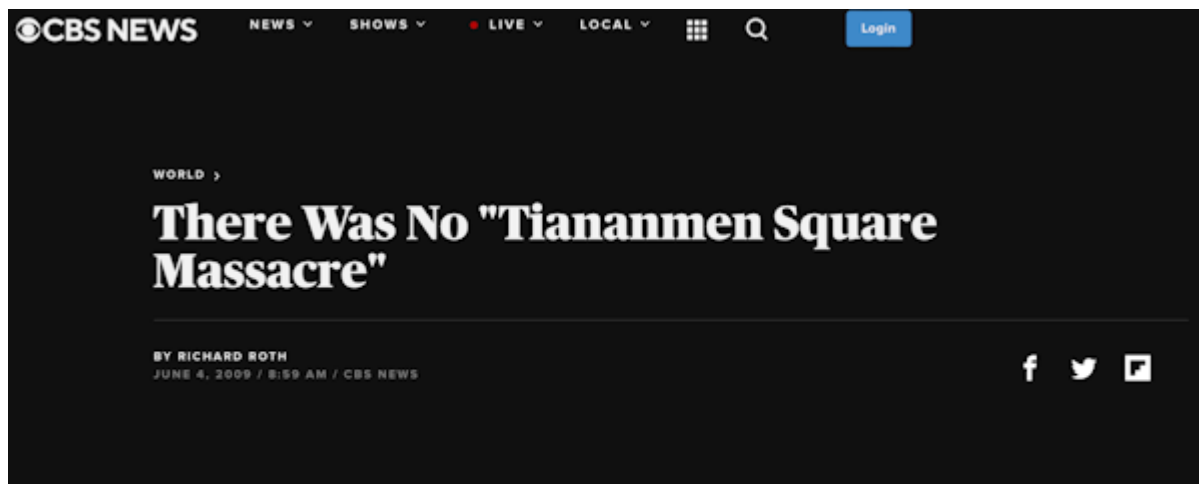 CBS NEWS NEWS SHOWS LIVE LOCAL Login
WORLD >
There Was No "Tiananmen Square
Massacre"
BY RICHARD ROTH
JUNE 4, 2009 / 8:59 AM / CBS NEWS